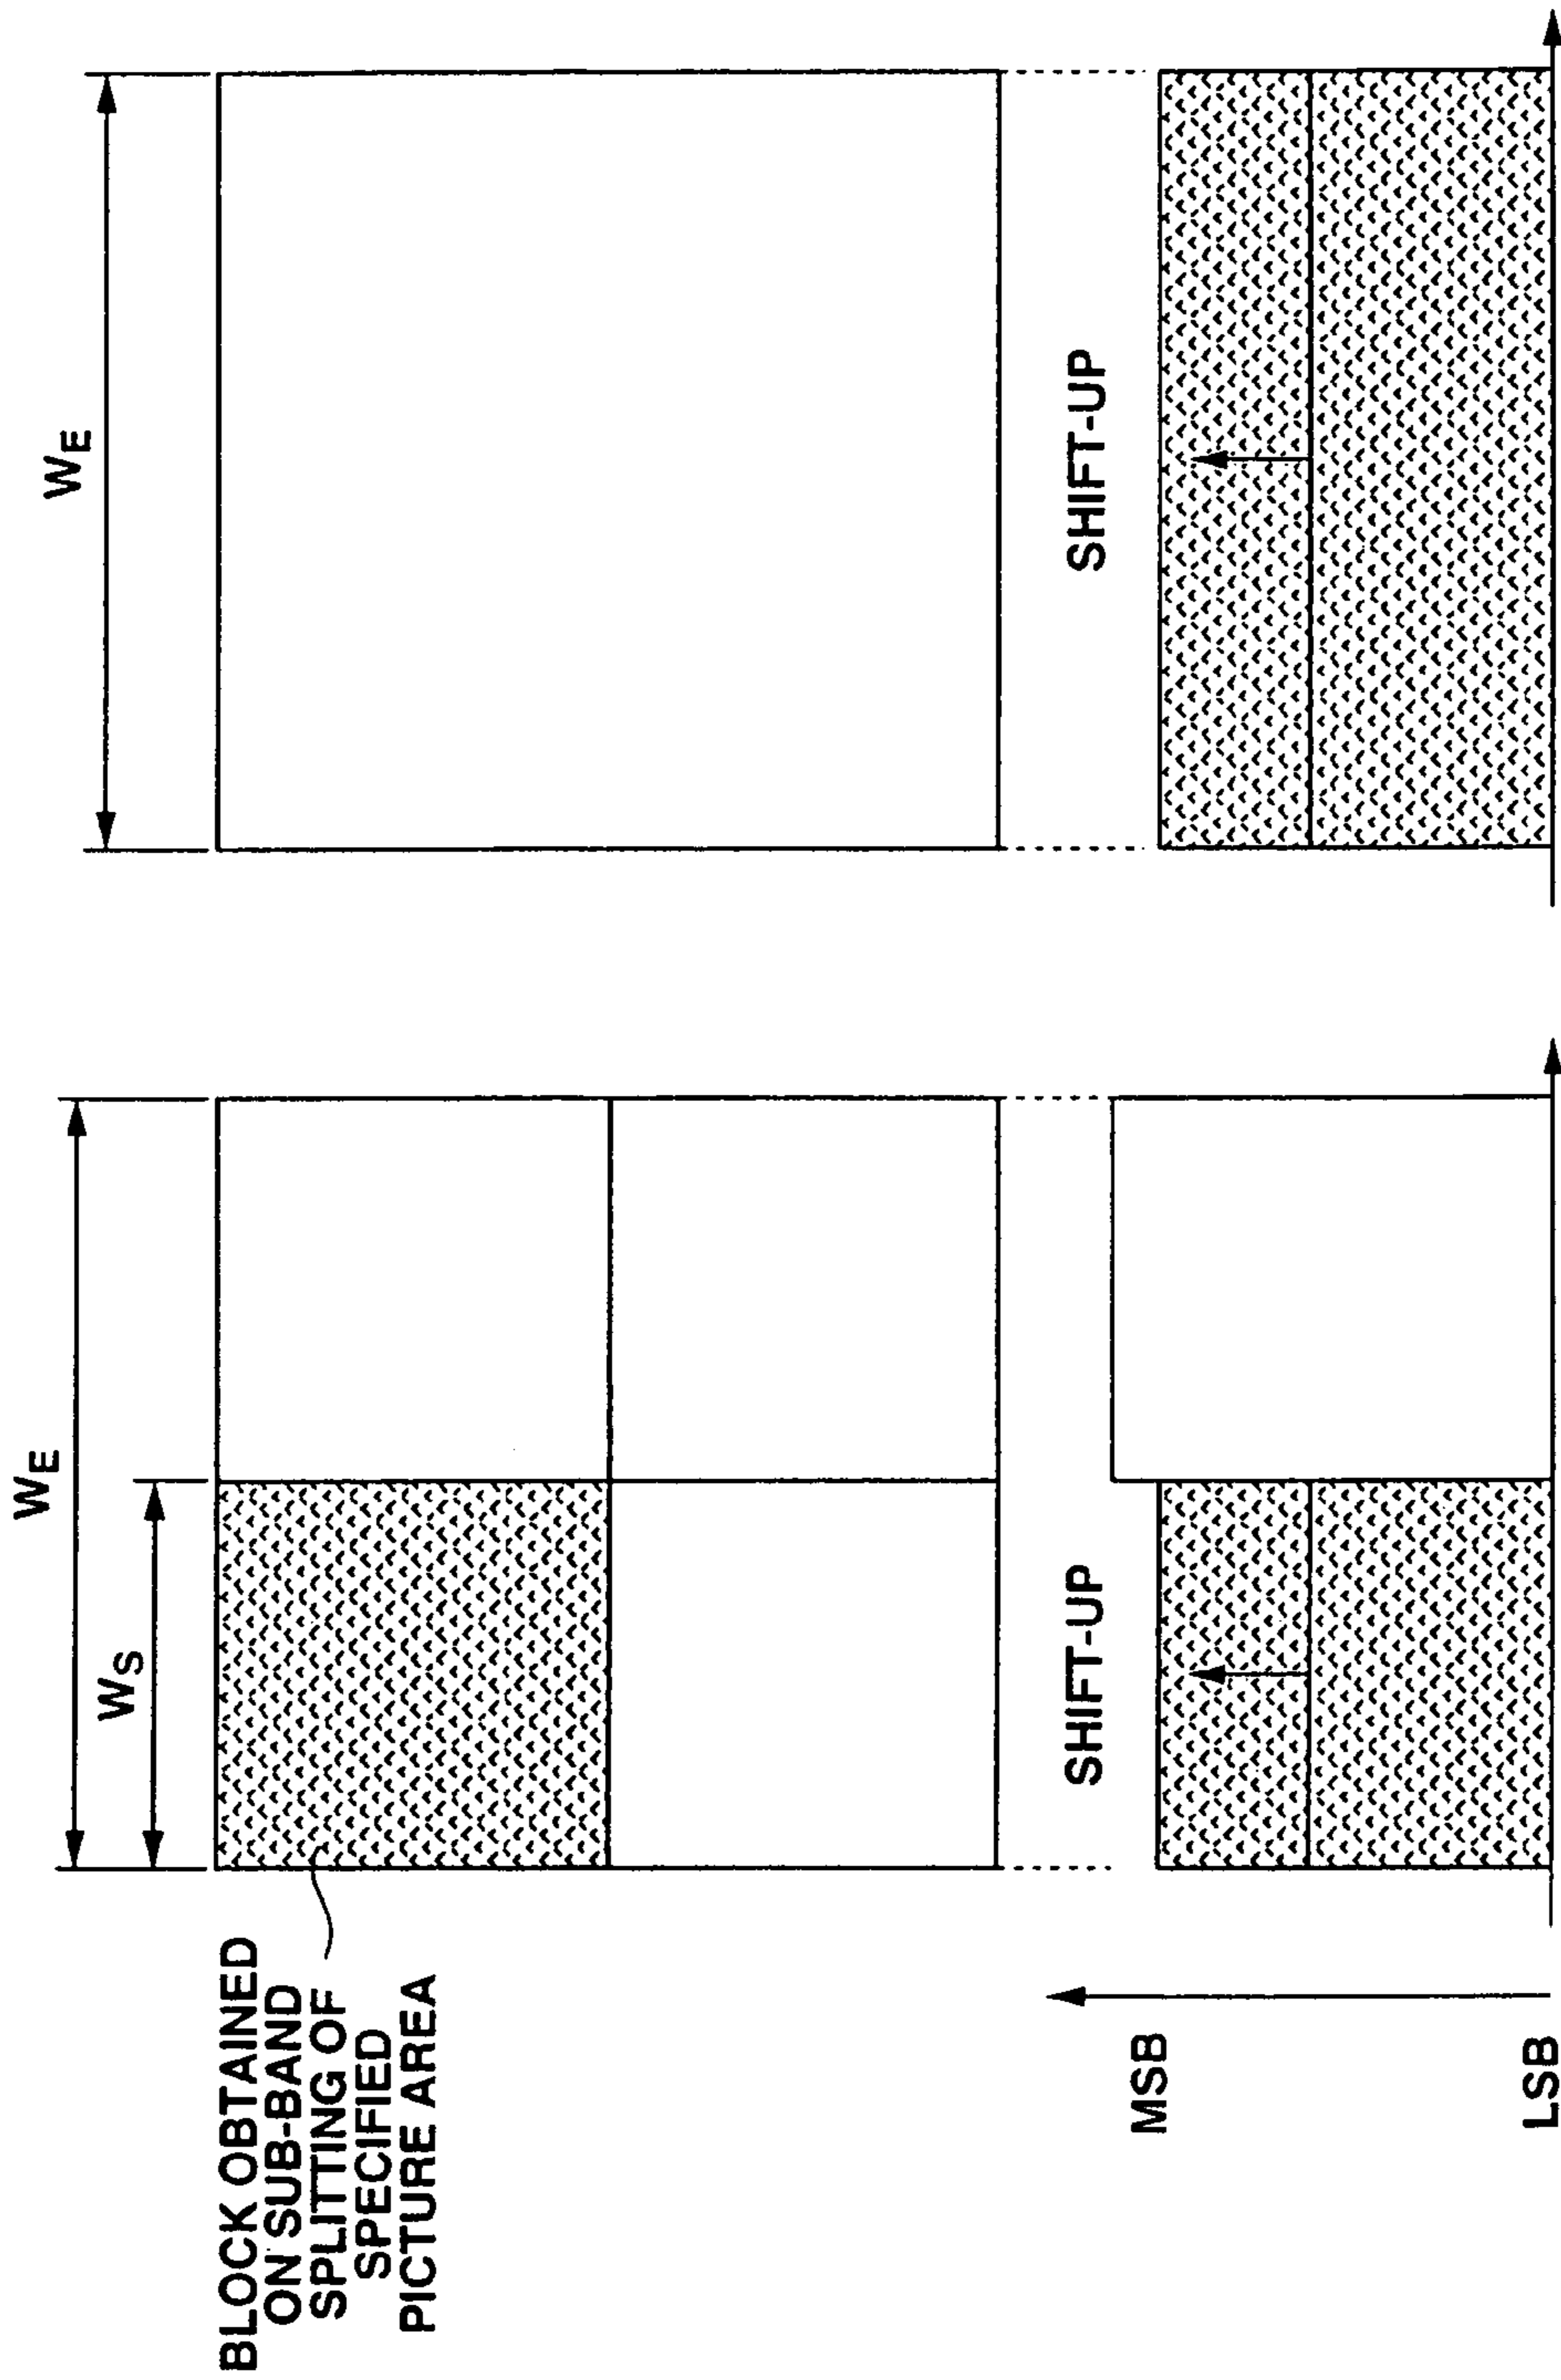 W_E
W_S
BLOCK OBTAINED
ON SUB-BAND
SPLITTING OF
SPECIFIED
PICTURE AREA
SHIFT-UP
MSB
LSB
W_E
SHIFT-UP